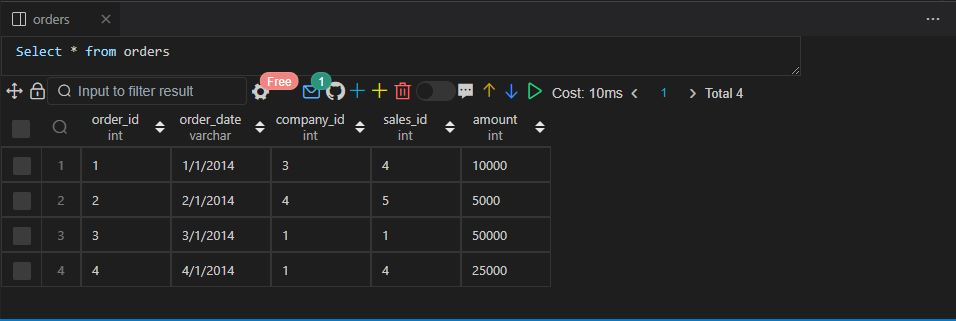 orders
Select * from orders
Input to filter result Free 1 Cost: 10ms 1 Total 4
order_id order_date company_id sales_id amount
int varchar int int int
1 1 1/1/2014 3 4 10000
2 2 2/1/2014 4 5 5000
3 3 3/1/2014 1 1 50000
4 4 4/1/2014 1 4 25000